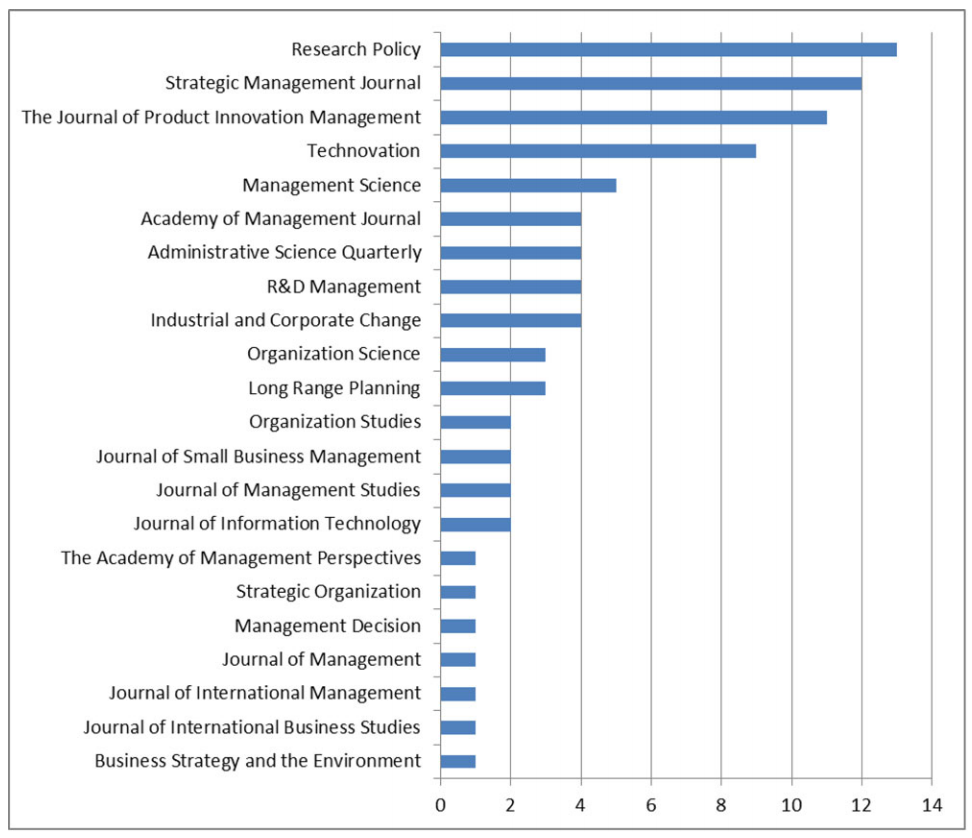 Research Policy
Strategic Management Journal
The Journal of Product Innovation Management
Technovation
Management Science
Academy of Management Journal
Administrative Science Quarterly
R&D Management
Industrial and Corporate Change
Organization Science
Long Range Planning
Organization Studies
Journal of Small Business Management
Journal of Management Studies
Journal of Information Technology
The Academy of Management Perspectives
Strategic Organization
Management Decision
Journal of Management
Journal of International Management
Journal of International Business Studies
Business Strategy and the Environment
0 2 4 6 8 10 12 14